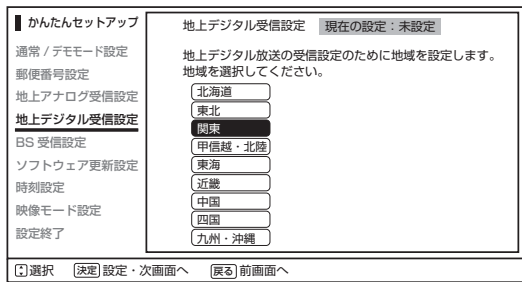 かんたんセットアップ
通常 / デモモード設定
郵便番号設定
地上アナログ受信設定
地上デジタル受信設定
BS 受信設定
ソフトウェア更新設定
時刻設定
映像モード設定
設定終了
地上デジタル受信設定 現在の設定：未設定
地上デジタル放送の受信設定のために地域を設定します。
地域を選択してください。
北海道
東北
関東
甲信越・北陸
東海
近畿
中国
四国
九州・沖縄
選択 決定 設定・次画面へ 戻る 前画面へ